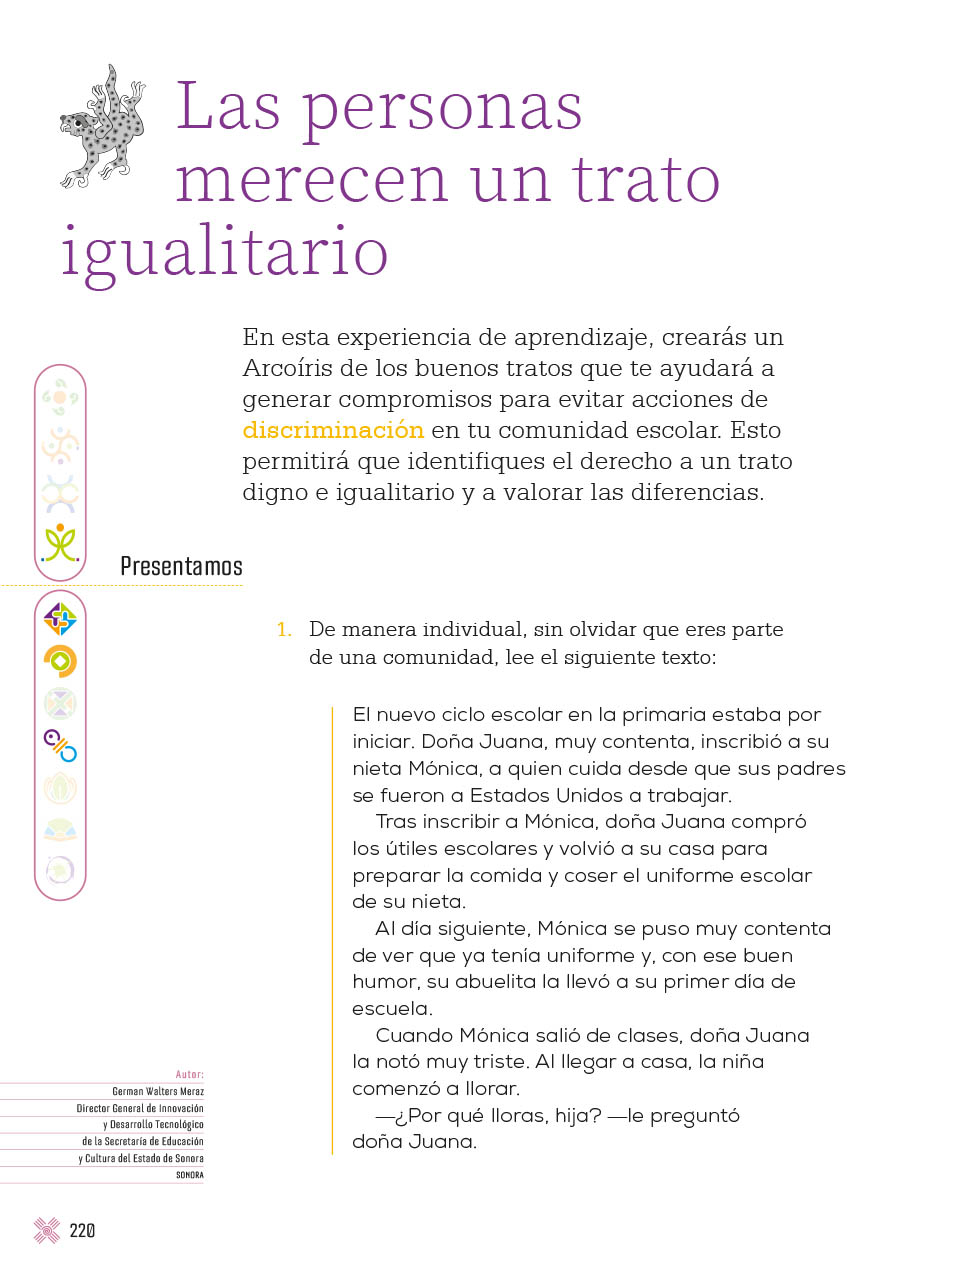 Las personas
merecen un trato
igualitario
En esta experiencia de aprendizaje, crearás un
Arcoíris de los buenos tratos que te ayudará a
generar compromisos para evitar acciones de
discriminación en tu comunidad escolar. Esto
permitirá que identifiques el derecho a un trato
digno e igualitario y a valorar las diferencias.
Presentamos
1. De manera individual, sin olvidar que eres parte
de una comunidad, lee el siguiente texto:
El nuevo ciclo escolar en la primaria estaba por
iniciar. Doña Juana, muy contenta, inscribió a su
nieta Mónica, a quien cuida desde que sus padres
se fueron a Estados Unidos a trabajar.
Tras inscribir a Mónica, doña Juana compró
los útiles escolares y volvió a su casa para
preparar la comida y coser el uniforme escolar
de su nieta.
Al día siguiente, Mónica se puso muy contenta
de ver que ya tenía uniforme y, con ese buen
humor, su abuelita la llevó a su primer día de
escuela.
Cuando Mónica salió de clases, doña Juana
la notó muy triste. Al llegar a casa, la niña
comenzó a llorar.
—¿Por qué lloras, hija? —le preguntó
doña Juana.
Autor:
German Walters Meraz
Director General de Innovación
y Desarrollo Tecnológico
de la Secretaría de Educación
y Cultura del Estado de Sonora
SONORA
220